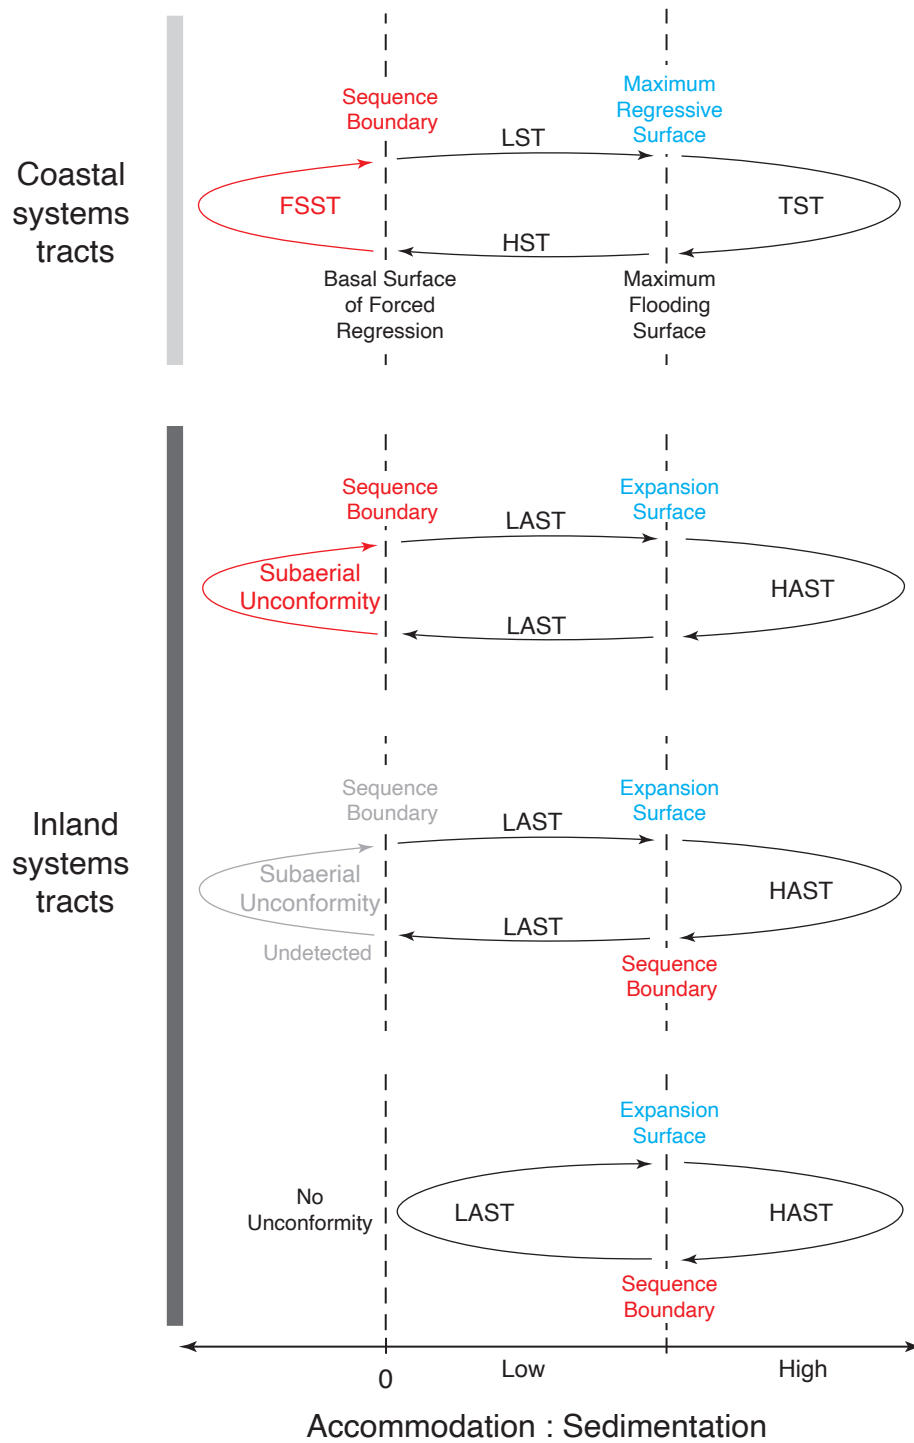 Coastal
systems
tracts
Sequence
Boundary
Maximum
Regressive
Surface
LST
FSST
TST
HST
Basal Surface
of Forced
Regression
Maximum
Flooding
Surface
Inland
systems
tracts
Sequence
Boundary
Expansion
Surface
LAST
Subaerial
Unconformity
HAST
LAST
Sequence
Boundary
Expansion
Surface
LAST
Subaerial
Unconformity
HAST
LAST
Undetected
Sequence
Boundary
Expansion
Surface
No
Unconformity
LAST
HAST
Sequence
Boundary
0
Low
High
Accommodation : Sedimentation